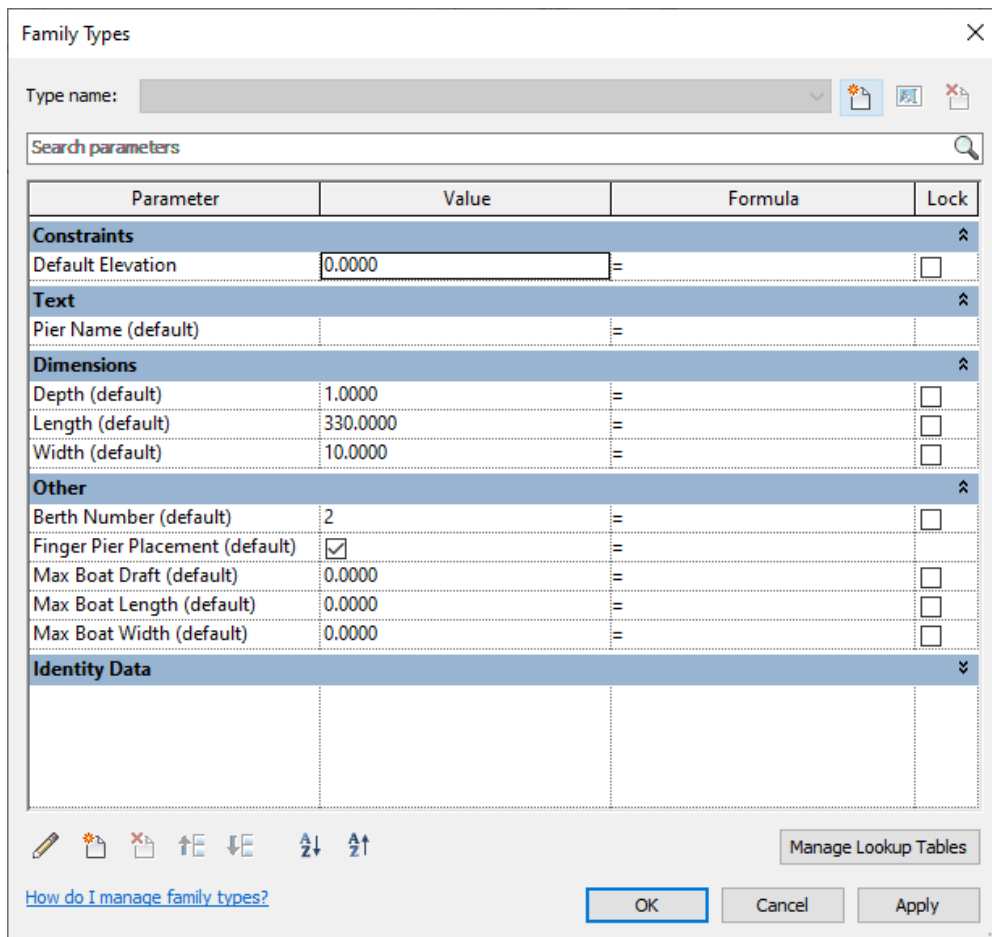 Family Types
Type name:
Search parameters
Parameter Value Formula Lock
Constraints
Default Elevation 0.0000 =
Text
Pier Name (default) =
Dimensions
Depth (default) 1.0000 =
Length (default) 330.0000 =
Width (default) 10.0000 =
Other
Berth Number (default) 2 =
Finger Pier Placement (default) =
Max Boat Draft (default) 0.0000 =
Max Boat Length (default) 0.0000 =
Max Boat Width (default) 0.0000 =
Identity Data
Manage Lookup Tables
How do I manage family types?
OK Cancel Apply